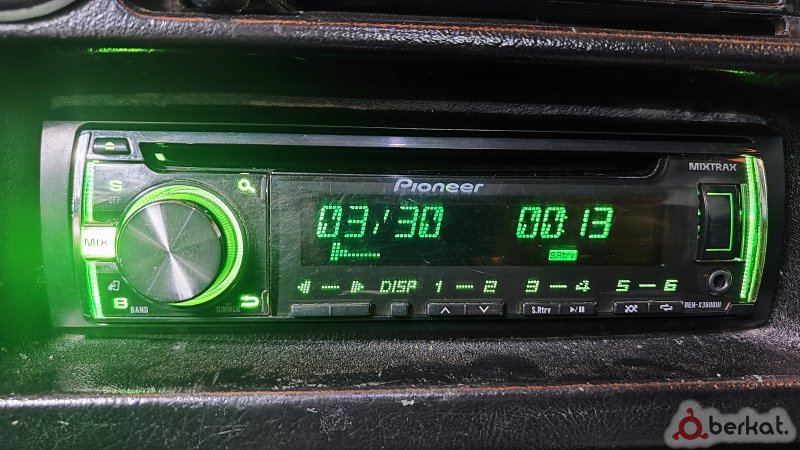 MIXTRAX
Pioneer
S
OFF
03/30 00 13
S.Rtrv
MIX
DISP 1 — 2 3 — 4 5 — 6
B BAND
DIMMER
S.Rtrv
DEH-X3600UI
berkat.